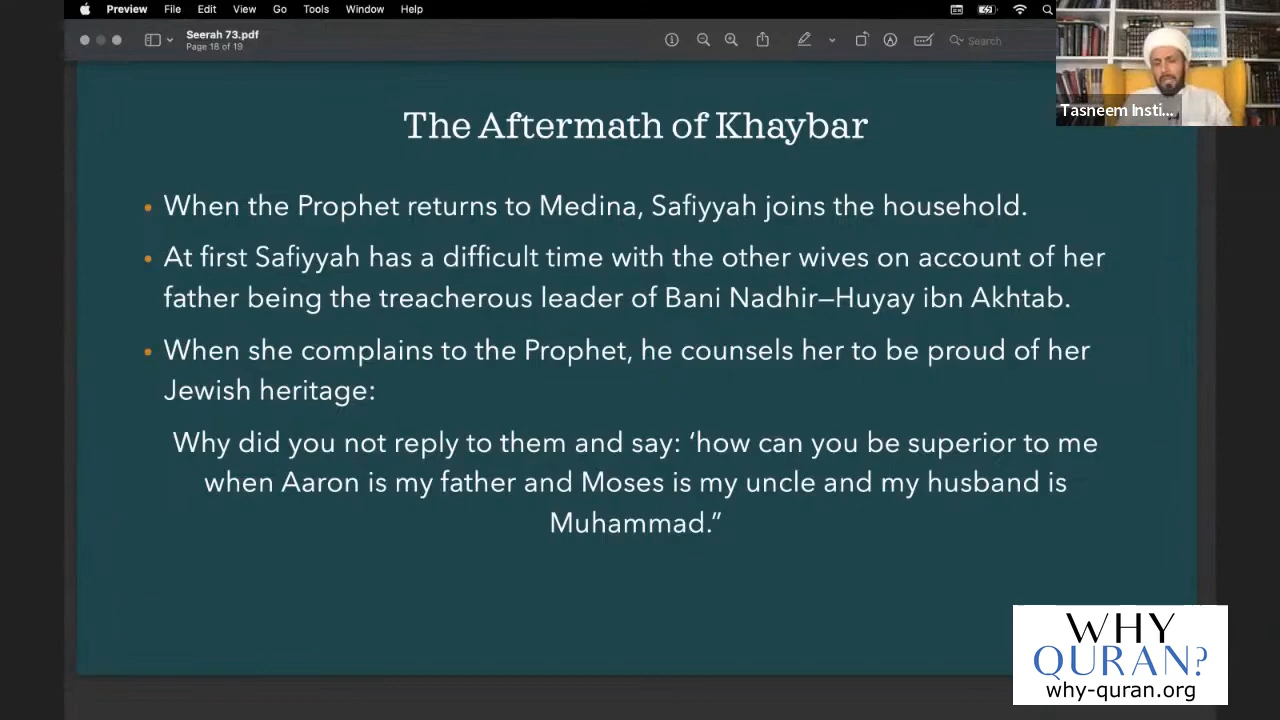 Preview File Edit View Go Tools Window Help
Seerah 73.pdf
Page 18 of 19
Search
Tasneem Insti...
The Aftermath of Khaybar
• When the Prophet returns to Medina, Safiyyah joins the household.
• At first Safiyyah has a difficult time with the other wives on account of her
father being the treacherous leader of Bani Nadhir—Huyay ibn Akhtab.
• When she complains to the Prophet, he counsels her to be proud of her
Jewish heritage:
Why did you not reply to them and say: ‘how can you be superior to me
when Aaron is my father and Moses is my uncle and my husband is
Muhammad.”
WHY
QURAN?
why-quran.org